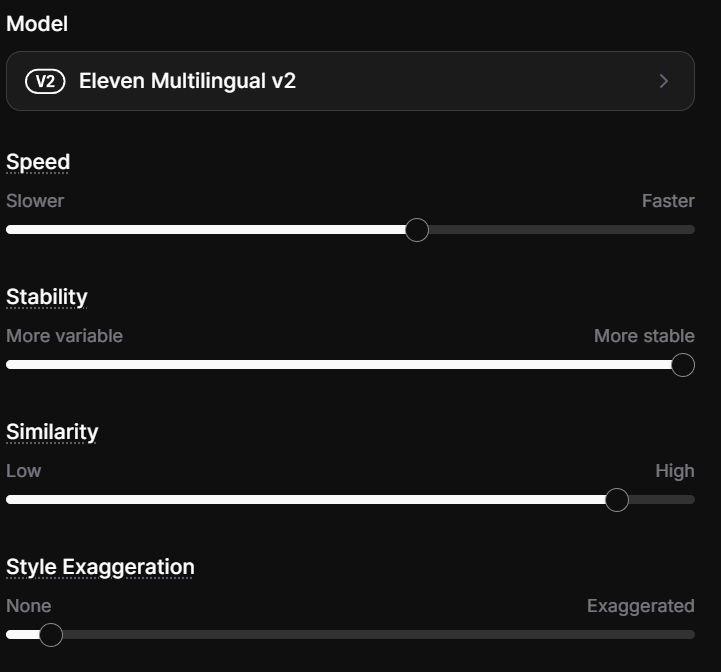 Model
V2 Eleven Multilingual v2
Speed
Slower Faster
Stability
More variable More stable
Similarity
Low High
Style Exaggeration
None Exaggerated